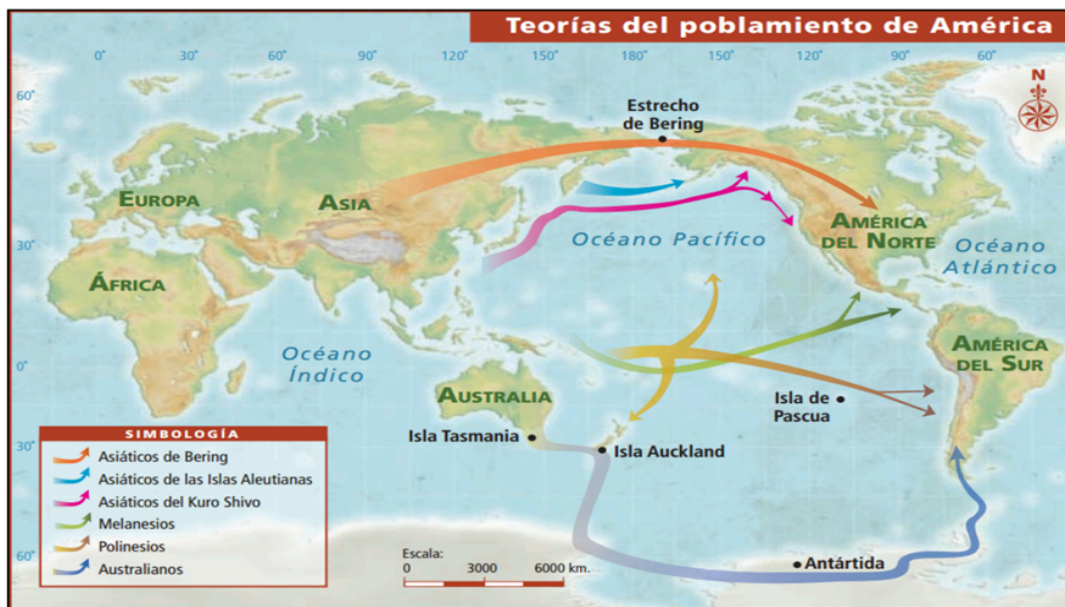 Teorías del poblamiento de América
0° 30° 60° 90° 120° 150° 180° 150° 120° 90° 60°
N
60°
Estrecho
de Bering
EUROPA
ASIA
AMÉRICA
DEL NORTE
30°
Océano Pacífico
Océano
Atlántico
ÁFRICA
Océano
Índico
0°
AMÉRICA
DEL SUR
AUSTRALIA
Isla de
Pascua
Isla Tasmania
Isla Auckland
30°
SIMBOLOGÍA
Asiáticos de Bering
Asiáticos de las Islas Aleutianas
Asiáticos del Kuro Shivo
Melanesios
Polinesios
Australianos
60°
Escala:
0 3000 6000 km.
Antártida